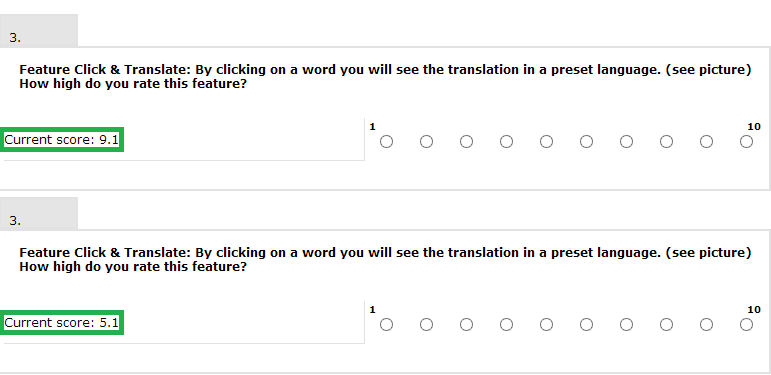 3.
Feature Click & Translate: By clicking on a word you will see the translation in a preset language. (see picture)
How high do you rate this feature?
1 10
Current score: 9.1
3.
Feature Click & Translate: By clicking on a word you will see the translation in a preset language. (see picture)
How high do you rate this feature?
1 10
Current score: 5.1